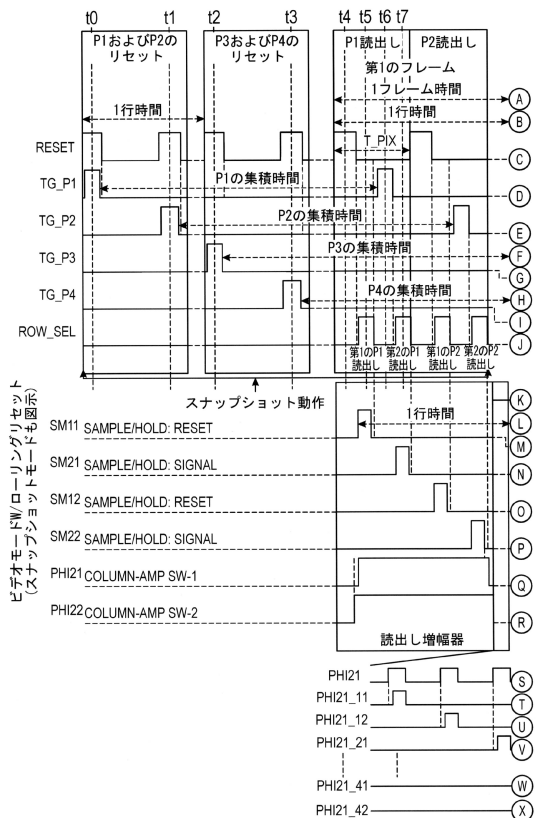 t0 t1 t2 t3 t4 t5 t6 t7
P1およびP2の
リセット
P3およびP4の
リセット
P1読出し
P2読出し
第1のフレーム
1フレーム時間
A
1行時間
1行時間
B
RESET
T_PIX
C
TG_P1
P1の集積時間
D
TG_P2
P2の集積時間
E
TG_P3
P3の集積時間
F
G
TG_P4
P4の集積時間
H
I
ROW_SEL
J
第1のP1
読出し
第2のP1
読出し
第1のP2
読出し
第2のP2
読出し
スナップショット動作
ビデオモードW/ローリングリセット
(スナップショットモードも図示)
K
1行時間
L
SM11 SAMPLE/HOLD: RESET
M
SM21 SAMPLE/HOLD: SIGNAL
N
SM12 SAMPLE/HOLD: RESET
O
SM22 SAMPLE/HOLD: SIGNAL
P
PHI21 COLUMN-AMP SW-1
Q
PHI22 COLUMN-AMP SW-2
R
読出し増幅器
PHI21
S
PHI21_11
T
PHI21_12
U
PHI21_21
V
PHI21_41
W
PHI21_42
X